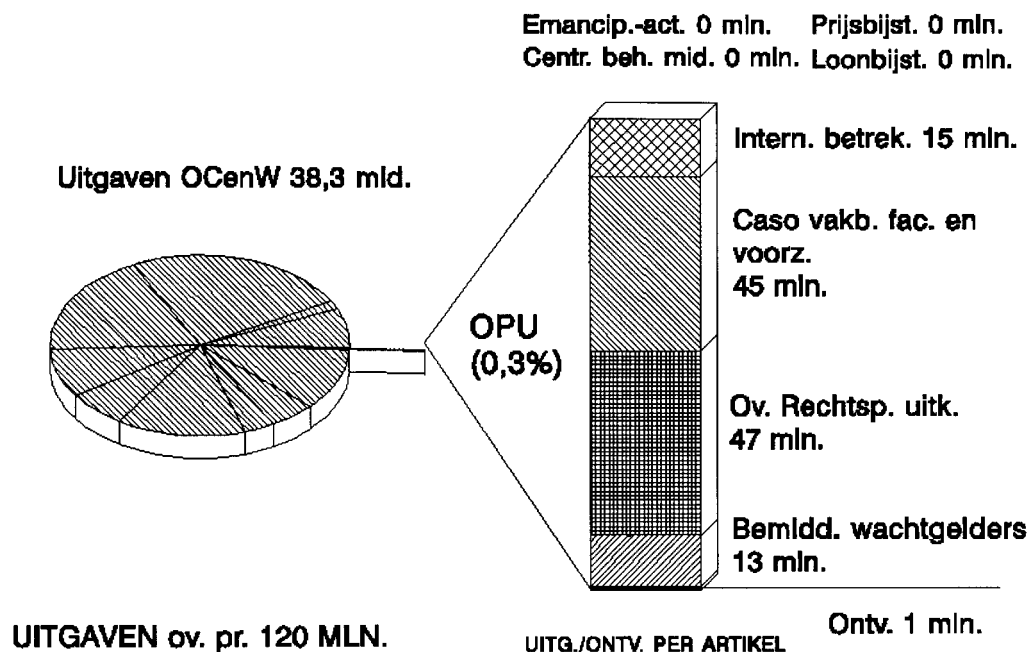 Emancip.-act. 0 mln. Prijsbijst. 0 mln.
Centr. beh. mid. 0 mln. Loonbijst. 0 mln.
Intern. betrek. 15 mln.
Uitgaven OCenW 38,3 mld.
Caso vakb. fac. en
voorz.
45 mln.
OPU
(0,3%)
Ov. Rechtsp. uitk.
47 mln.
Bemidd. wachtgelders
13 mln.
Ontv. 1 mln.
UITGAVEN ov. pr. 120 MLN.
UITG./ONTV. PER ARTIKEL